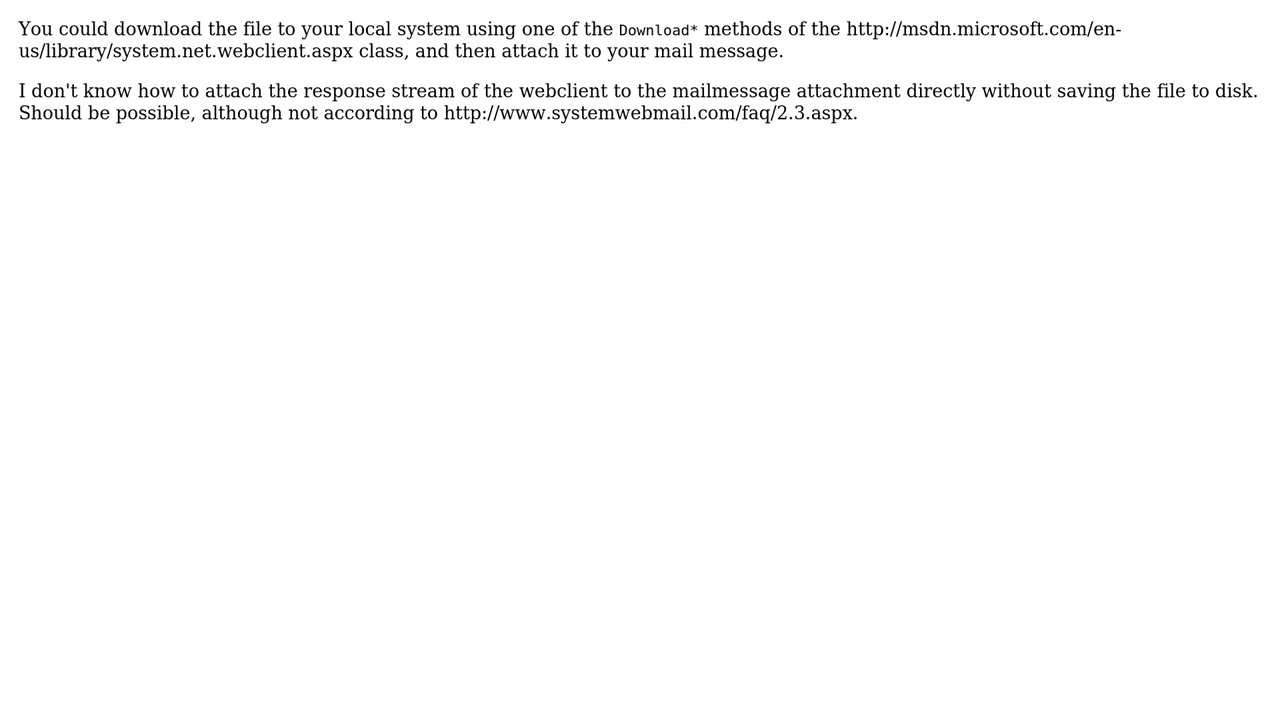 You could download the file to your local system using one of the Download* methods of the http://msdn.microsoft.com/en-
us/library/system.net.webclient.aspx class, and then attach it to your mail message.
I don't know how to attach the response stream of the webclient to the mailmessage attachment directly without saving the file to disk.
Should be possible, although not according to http://www.systemwebmail.com/faq/2.3.aspx.